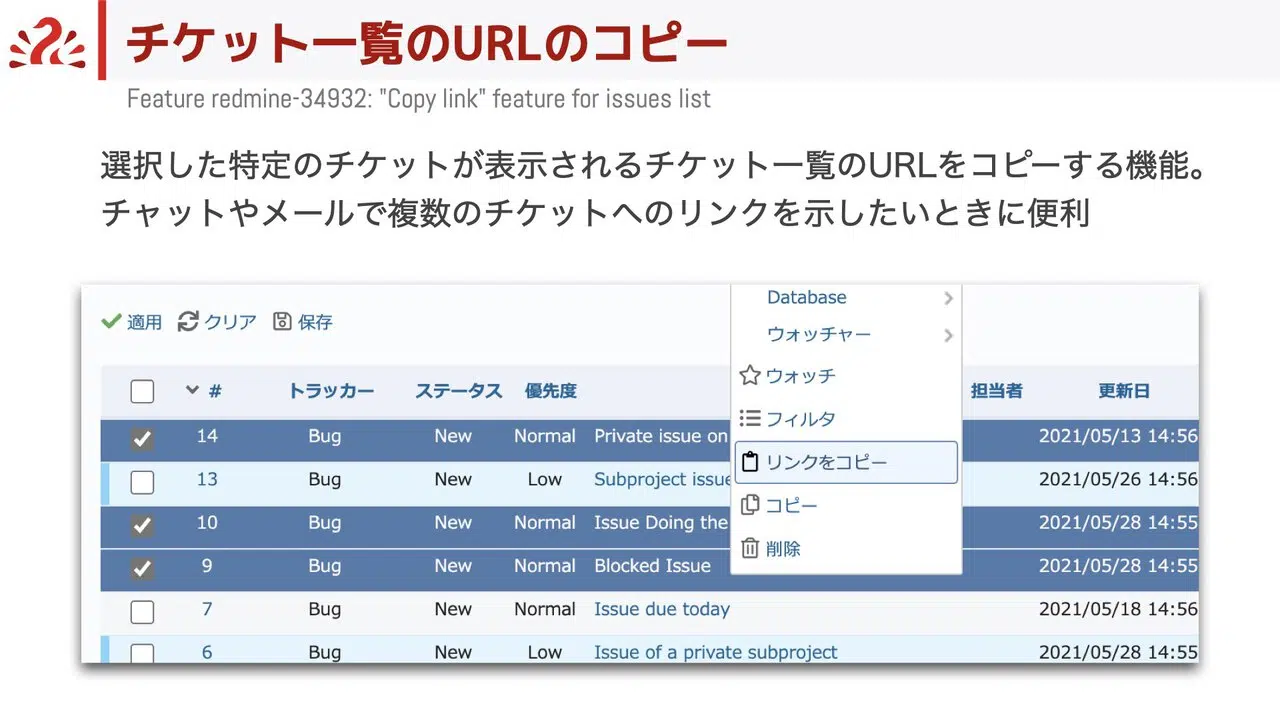 チケット一覧のURLのコピー
Feature redmine-34932: "Copy link" feature for issues list
選択した特定のチケットが表示されるチケット一覧のURLをコピーする機能。
チャットやメールで複数のチケットへのリンクを示したいときに便利
適用 クリア 保存
# トラッカー ステータス 優先度 担当者 更新日
14 Bug New Normal Private issue on 2021/05/13 14:56
13 Bug New Low Subproject issue 2021/05/26 14:56
10 Bug New Normal Issue Doing the 2021/05/28 14:55
9 Bug New Normal Blocked Issue 2021/05/28 14:55
7 Bug New Normal Issue due today 2021/05/18 14:56
6 Bug New Low Issue of a private subproject 2021/05/28 14:55
Database
ウォッチャー
ウォッチ
フィルタ
リンクをコピー
コピー
削除